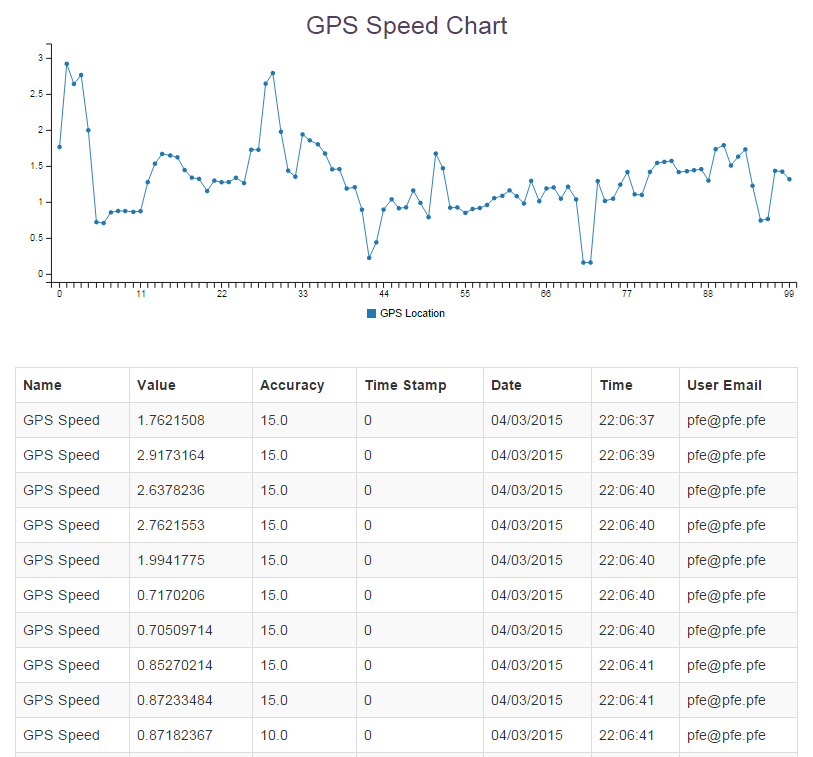 GPS Speed Chart
3
2.5
2
1.5
1
0.5
0
0 11 22 33 44 55 66 77 88 99
GPS Location
Name Value Accuracy Time Stamp Date Time User Email
GPS Speed 1.7621508 15.0 0 04/03/2015 22:06:37 pfe@pfe.pfe
GPS Speed 2.9173164 15.0 0 04/03/2015 22:06:39 pfe@pfe.pfe
GPS Speed 2.6378236 15.0 0 04/03/2015 22:06:40 pfe@pfe.pfe
GPS Speed 2.7621553 15.0 0 04/03/2015 22:06:40 pfe@pfe.pfe
GPS Speed 1.9941775 15.0 0 04/03/2015 22:06:40 pfe@pfe.pfe
GPS Speed 0.7170206 15.0 0 04/03/2015 22:06:40 pfe@pfe.pfe
GPS Speed 0.70509714 15.0 0 04/03/2015 22:06:40 pfe@pfe.pfe
GPS Speed 0.85270214 15.0 0 04/03/2015 22:06:41 pfe@pfe.pfe
GPS Speed 0.87233484 15.0 0 04/03/2015 22:06:41 pfe@pfe.pfe
GPS Speed 0.87182367 10.0 0 04/03/2015 22:06:41 pfe@pfe.pfe